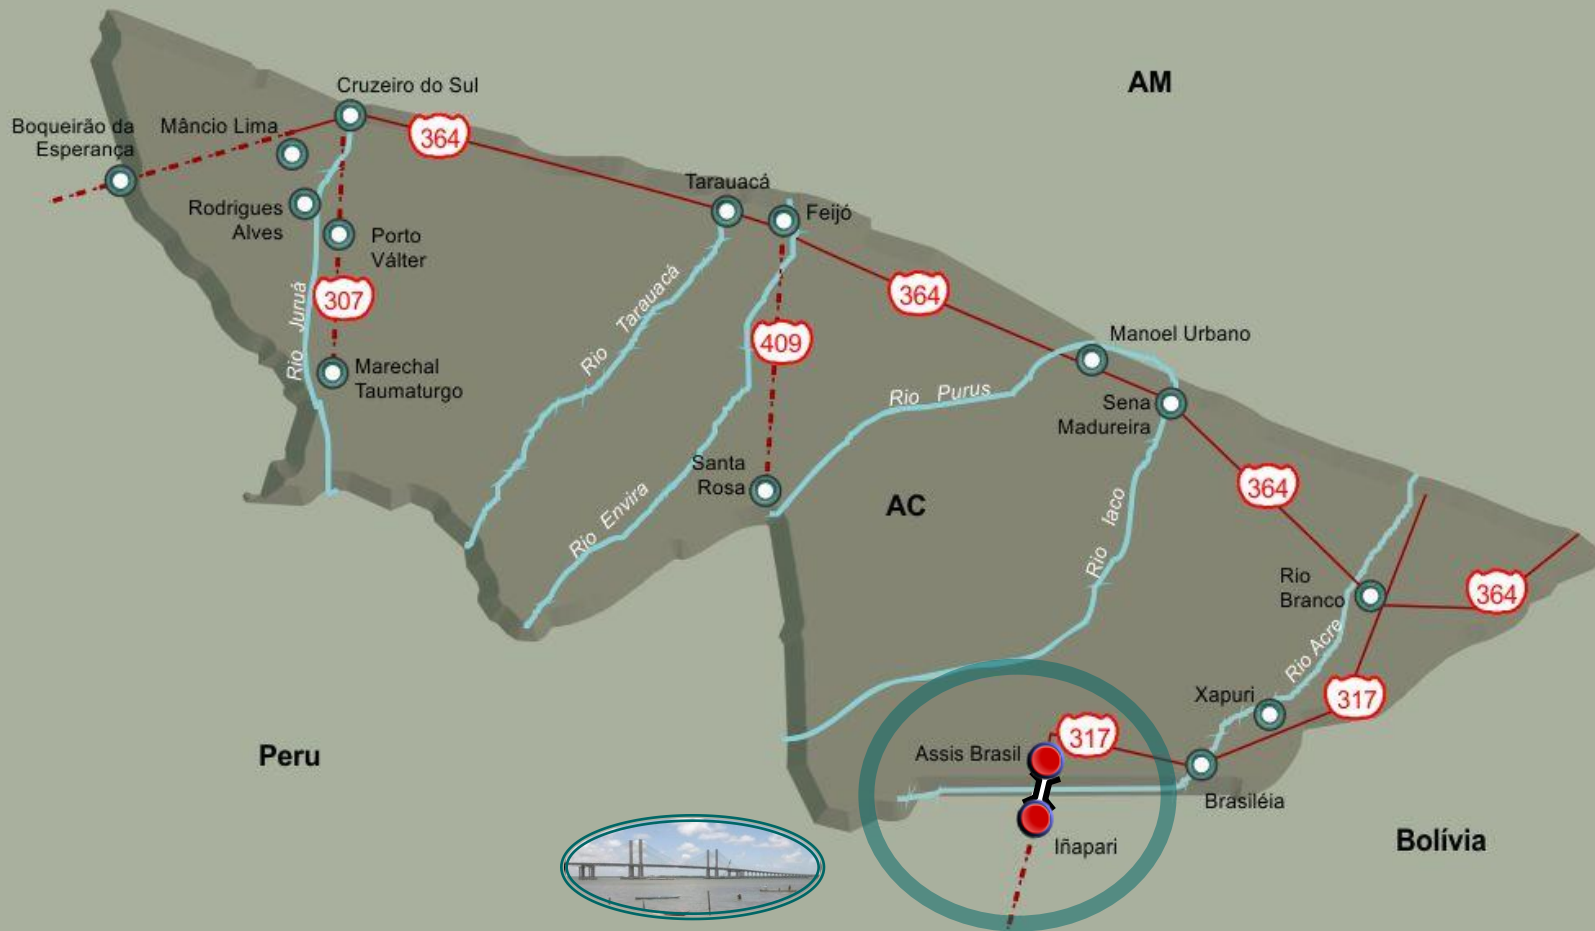 AM
Cruzeiro do Sul
Boqueirão da
Esperança
Mâncio Lima
364
Tarauacá
Feijó
Rodrigues
Alves
Porto
Válter
307
Rio Juruá
Rio Tarauacá
364
409
Manoel Urbano
Marechal
Taumaturgo
Rio Purus
Sena
Madureira
Santa
Rosa
AC
364
Rio Envira
Rio Iaco
Rio
Branco
364
Rio Acre
Xapuri
317
Peru
Assis Brasil
317
Brasiléia
Iñapari
Bolívia